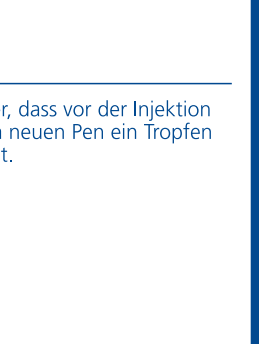 r, dass vor der Injektion
n neuen Pen ein Tropfen
t.